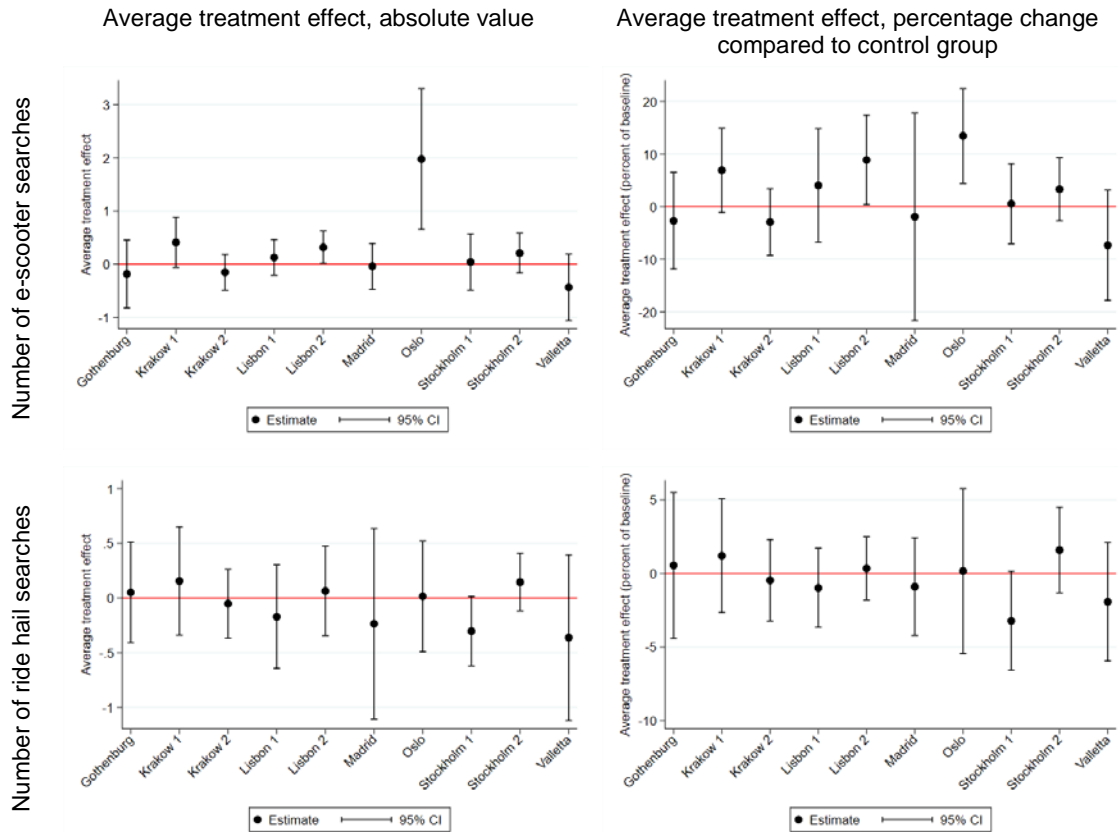 Average treatment effect, absolute value
Average treatment effect, percentage change
compared to control group
Number of e-scooter searches
Average treatment effect
3
2
1
0
-1
Gothenburg
Krakow 1
Krakow 2
Lisbon 1
Lisbon 2
Madrid
Oslo
Stockholm 1
Stockholm 2
Valletta
Estimate 95% CI
Average treatment effect (percent of baseline)
20
10
0
-10
-20
Gothenburg
Krakow 1
Krakow 2
Lisbon 1
Lisbon 2
Madrid
Oslo
Stockholm 1
Stockholm 2
Valletta
Estimate 95% CI
Number of ride hail searches
Average treatment effect
1
.5
0
-.5
-1
Gothenburg
Krakow 1
Krakow 2
Lisbon 1
Lisbon 2
Madrid
Oslo
Stockholm 1
Stockholm 2
Valletta
Estimate 95% CI
Average treatment effect (percent of baseline)
5
0
-5
-10
Gothenburg
Krakow 1
Krakow 2
Lisbon 1
Lisbon 2
Madrid
Oslo
Stockholm 1
Stockholm 2
Valletta
Estimate 95% CI